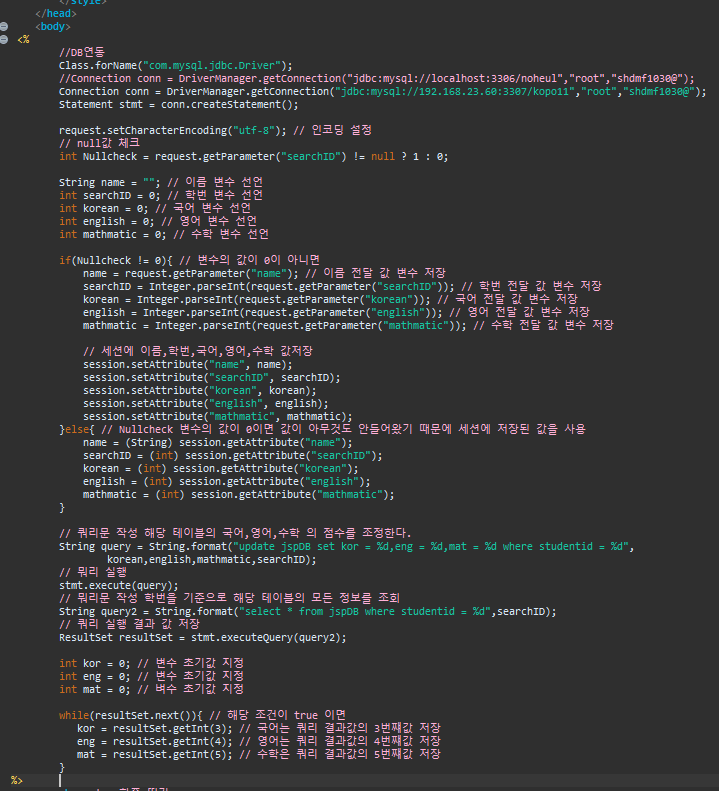 </style>
</head>
<body>
<%
//DB연동
Class.forName("com.mysql.jdbc.Driver");
//Connection conn = DriverManager.getConnection("jdbc:mysql://localhost:3306/noheul","root","shdmf1030@");
Connection conn = DriverManager.getConnection("jdbc:mysql://192.168.23.60:3307/kopo11","root","shdmf1030@");
Statement stmt = conn.createStatement();
request.setCharacterEncoding("utf-8"); // 인코딩 설정
// null값 체크
int Nullcheck = request.getParameter("searchID") != null ? 1 : 0;
String name = ""; // 이름 변수 선언
int searchID = 0; // 학번 변수 선언
int korean = 0; // 국어 변수 선언
int english = 0; // 영어 변수 선언
int mathmatic = 0; // 수학 변수 선언
if(Nullcheck != 0){ // 변수의 값이 0이 아니면
name = request.getParameter("name"); // 이름 전달 값 변수 저장
searchID = Integer.parseInt(request.getParameter("searchID")); // 학번 전달 값 변수 저장
korean = Integer.parseInt(request.getParameter("korean")); // 국어 전달 값 변수 저장
english = Integer.parseInt(request.getParameter("english")); // 영어 전달 값 변수 저장
mathmatic = Integer.parseInt(request.getParameter("mathmatic")); // 수학 전달 값 변수 저장
// 세션에 이름,학번,국어,영어,수학 값저장
session.setAttribute("name", name);
session.setAttribute("searchID", searchID);
session.setAttribute("korean", korean);
session.setAttribute("english", english);
session.setAttribute("mathmatic", mathmatic);
}else{ // Nullcheck 변수의 값이 0이면 값이 아무것도 안들어왔기 때문에 세션에 저장된 값을 사용
name = (String) session.getAttribute("name");
searchID = (int) session.getAttribute("searchID");
korean = (int) session.getAttribute("korean");
english = (int) session.getAttribute("english");
mathmatic = (int) session.getAttribute("mathmatic");
}
// 쿼리문 작성 해당 테이블의 국어,영어,수학 의 점수를 조정한다.
String query = String.format("update jspDB set kor = %d,eng = %d,mat = %d where studentid = %d",
korean,english,mathmatic,searchID);
// 뭐리 실행
stmt.execute(query);
// 뭐리문 작성 학번을 기준으로 해당 테이블의 모든 정보를 조회
String query2 = String.format("select * from jspDB where studentid = %d",searchID);
// 쿼리 실행 결과 값 저장
ResultSet resultSet = stmt.executeQuery(query2);
int kor = 0; // 변수 초기값 지정
int eng = 0; // 변수 초기값 지정
int mat = 0; // 벼수 초기값 지정
while(resultSet.next()){ // 해당 조건이 true 이면
kor = resultSet.getInt(3); // 국어는 쿼리 결과값의 3번째값 저장
eng = resultSet.getInt(4); // 영어는 쿼리 결과값의 4번째값 저장
mat = resultSet.getInt(5); // 수학은 쿼리 결과값의 5번째값 저장
}
%>